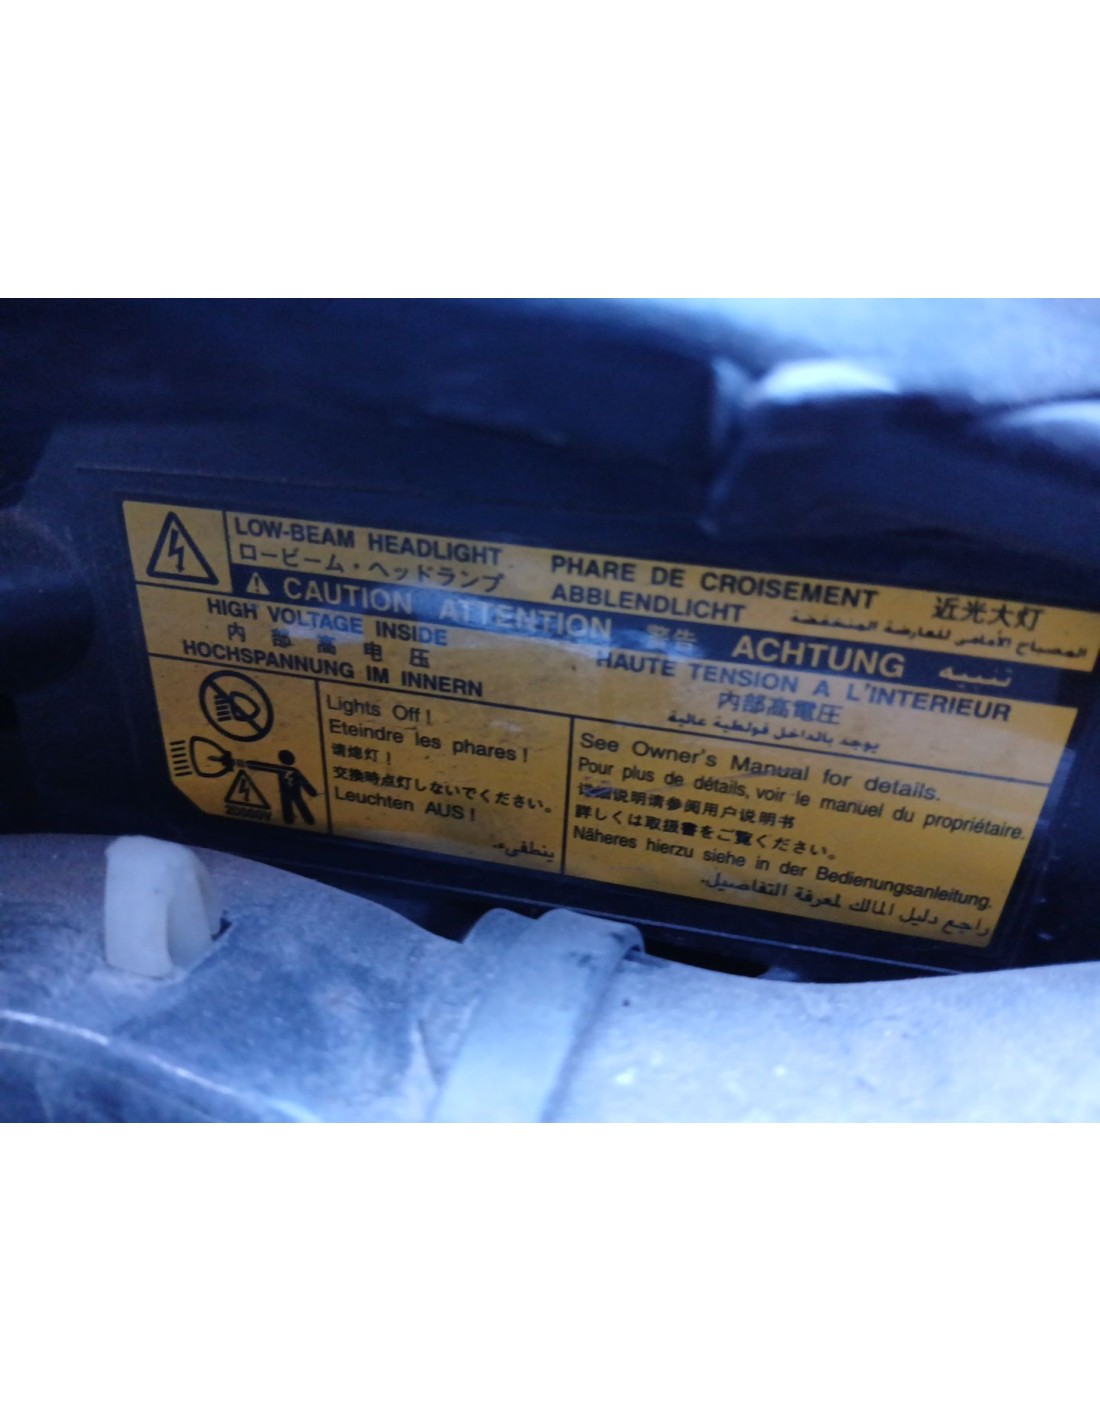 LOW-BEAM HEADLIGHT
PHARE DE CROISEMENT
近光大灯
ロービーム・ヘッドランプ
ABBLENDLICHT
المصباح الأمامي للعارضة المنخفضة
CAUTION ATTENTION 警告 ACHTUNG تنبيه
HIGH VOLTAGE INSIDE
HAUTE TENSION A L'INTERIEUR
内部高电压
内部高電圧
HOCHSPANNUNG IM INNERN
يوجد بالداخل فولطية عالية
20000V
Lights Off!
Eteindre les phares!
请熄灯!
交換時点灯しないでください。
Leuchten AUS!
ينطفىء.
See Owner's Manual for details.
Pour plus de détails, voir le manuel du propriétaire.
详细说明请参阅用户说明书
詳しくは取扱書をご覧ください。
Näheres hierzu siehe in der Bedienungsanleitung.
راجع دليل المالك لمعرفة التفاصيل.